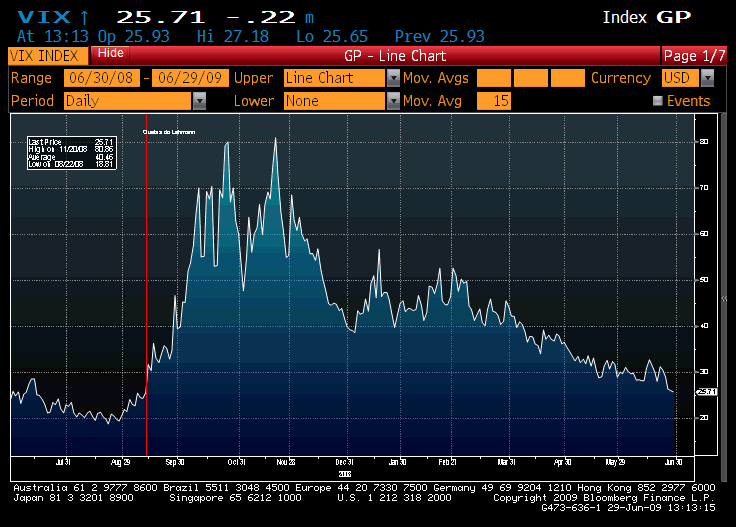 VIX ↑ 25.71 -.22 m Index GP
At 13:13 Op 25.93 Hi 27.18 Lo 25.65 Prev 25.93
VIX INDEX Hide GP - Line Chart Page 1/7
Range 06/30/08 - 06/29/09 Upper Line Chart Mov. Avgs Currency USD
Period Daily Lower None Mov. Avg 15 Events
Quebra do Lehmann
Last Price 25.71
High on 11/20/08 80.86
Average 40.46
Low on 08/22/08 18.81
80
70
60
50
40
30
25.71
20
Jul 31 Aug 29 Sep 30 Oct 31 Nov 28 Dec 31 Jan 30 Feb 27 Mar 31 Apr 30 May 29 Jun 30
Australia 61 2 9777 8600 Brazil 5511 3048 4500 Europe 44 20 7330 7500 Germany 49 69 9204 1210 Hong Kong 852 2977 6000
Japan 81 3 3201 8900 Singapore 65 6212 1000 U.S. 1 212 318 2000 Copyright 2009 Bloomberg Finance L.P.
G473-636-1 29-Jun-09 13:13:15